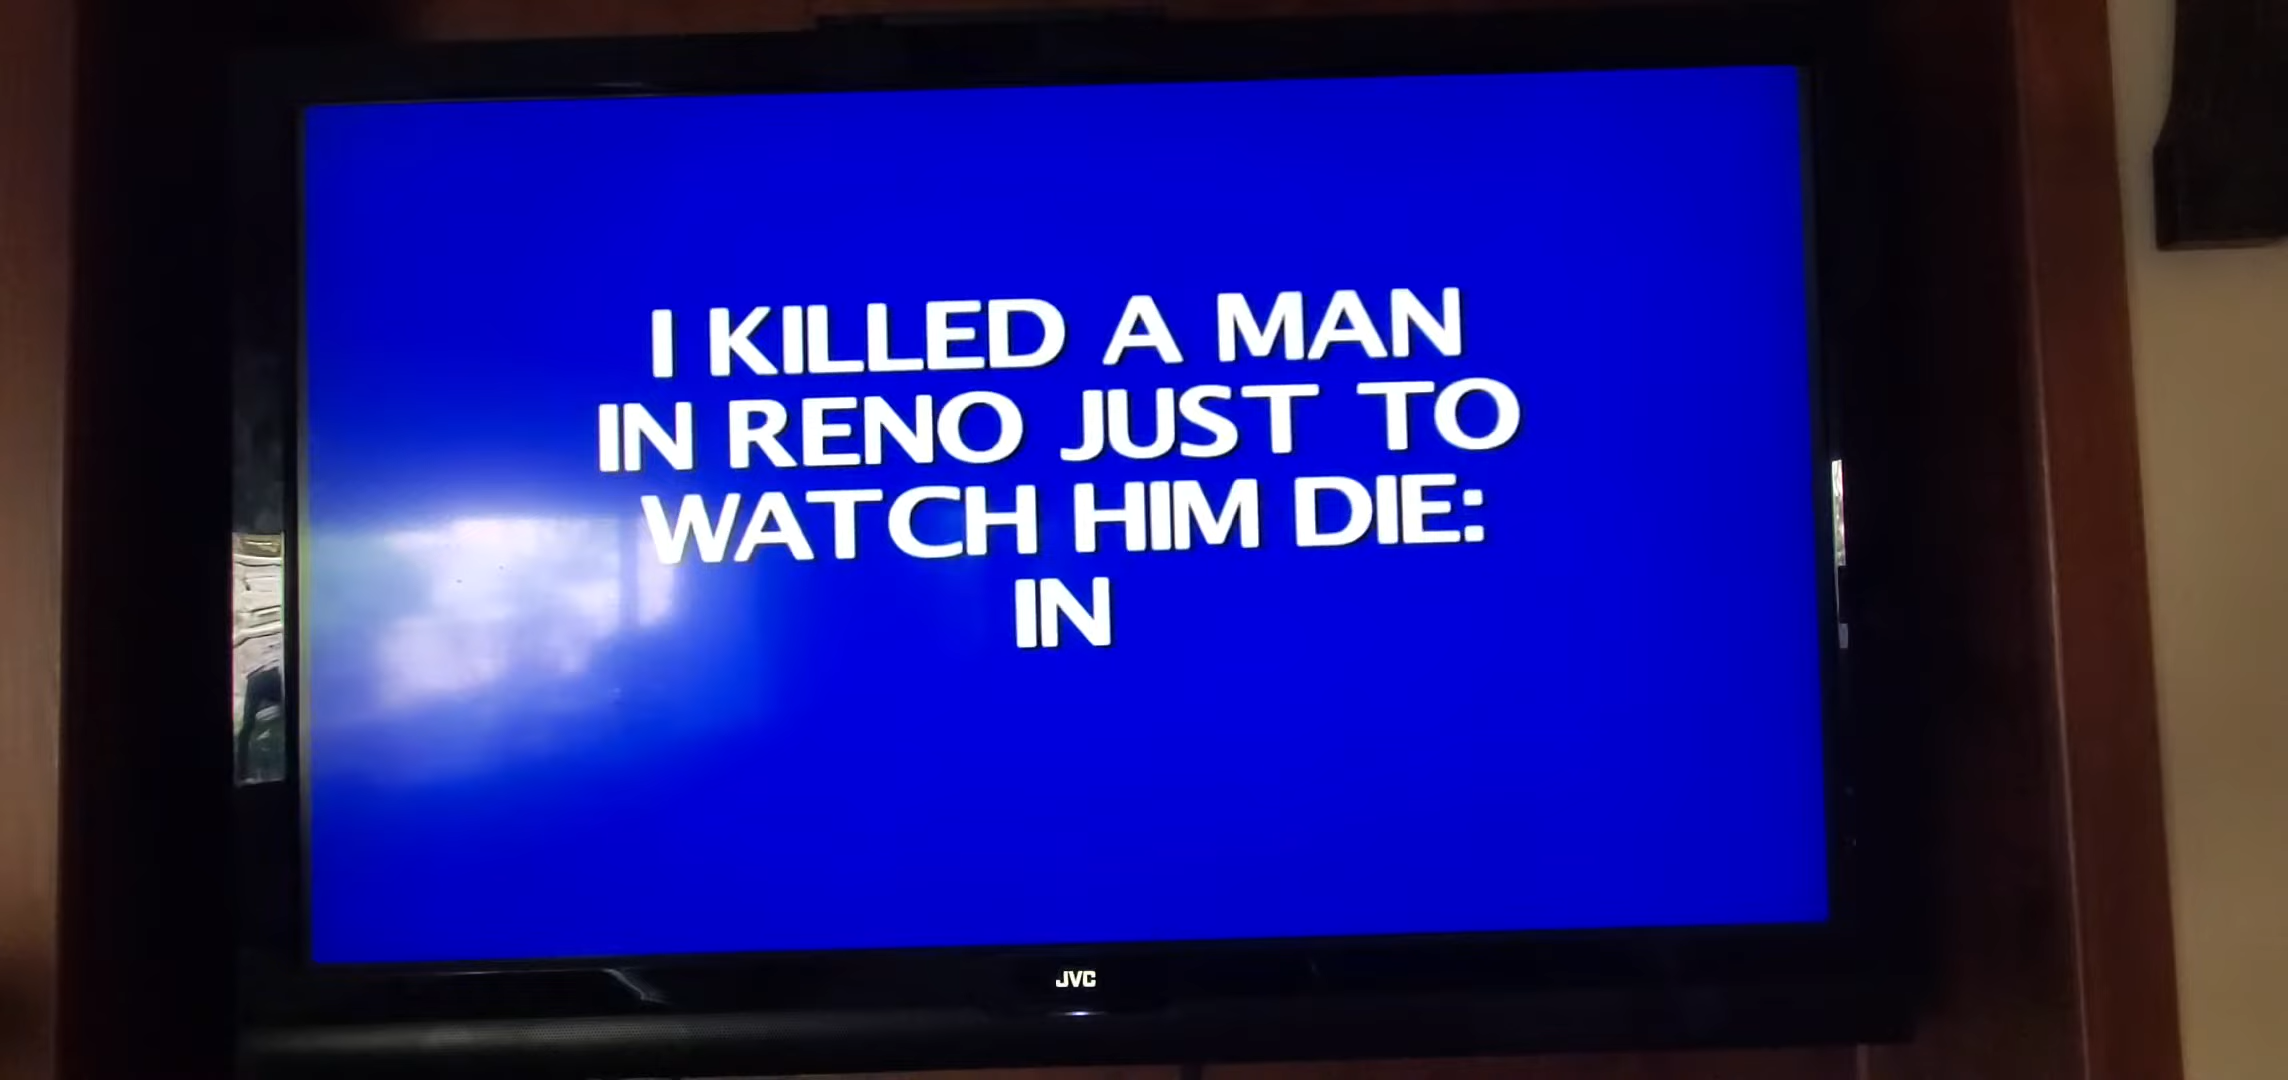 I KILLED A MAN
IN RENO JUST TO
WATCH HIM DIE:
IN
JVC